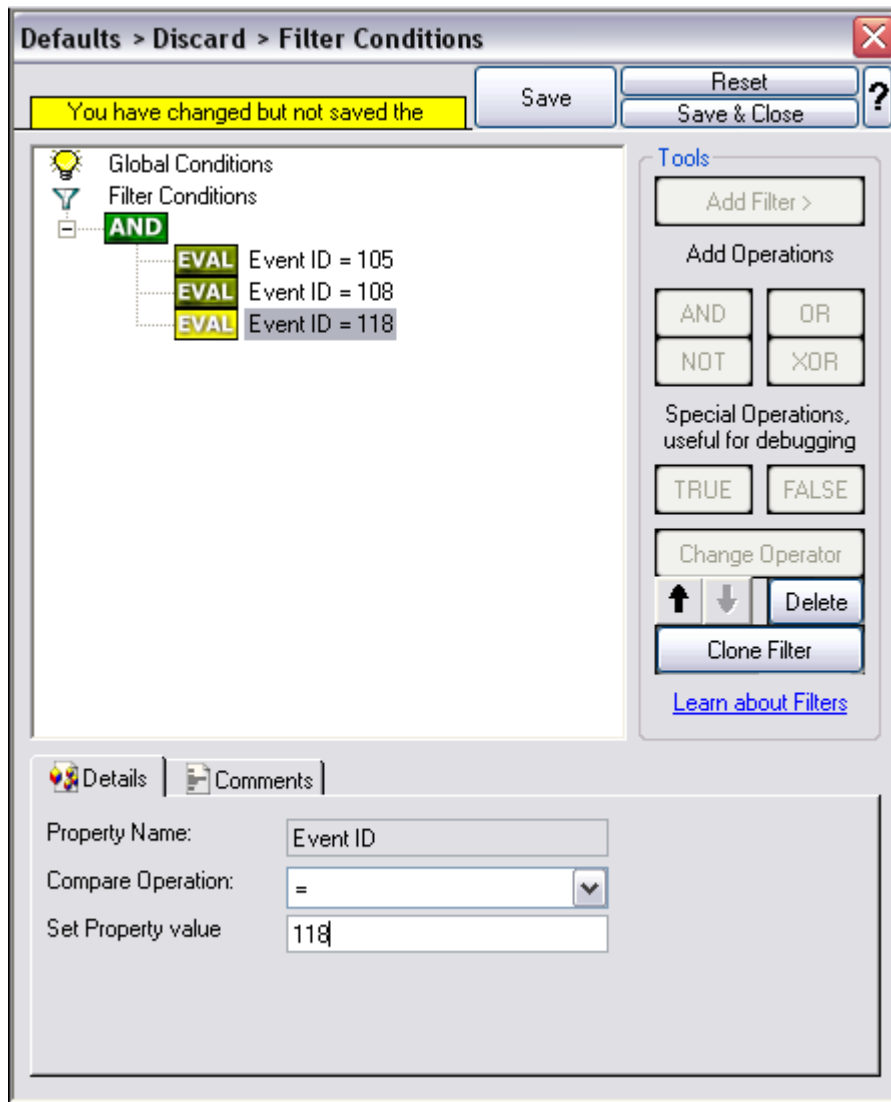 Defaults > Discard > Filter Conditions
You have changed but not saved the
Save
Reset
Save & Close
?
Global Conditions
Filter Conditions
AND
EVAL Event ID = 105
EVAL Event ID = 108
EVAL Event ID = 118
Tools
Add Filter >
Add Operations
AND OR
NOT XOR
Special Operations,
useful for debugging
TRUE FALSE
Change Operator
Delete
Clone Filter
Learn about Filters
Details Comments
Property Name: Event ID
Compare Operation: =
Set Property value 118